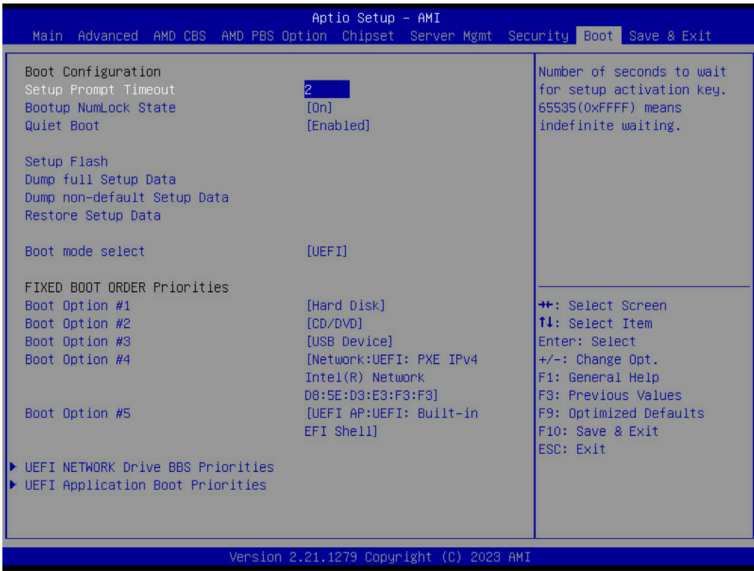 Aptio Setup – AMI
Main Advanced AMD CBS AMD PBS Option Chipset Server Mgmt Security Boot Save & Exit
Boot Configuration
Setup Prompt Timeout 2
Bootup NumLock State [On]
Quiet Boot [Enabled]
Setup Flash
Dump full Setup Data
Dump non-default Setup Data
Restore Setup Data
Boot mode select [UEFI]
FIXED BOOT ORDER Priorities
Boot Option #1 [Hard Disk]
Boot Option #2 [CD/DVD]
Boot Option #3 [USB Device]
Boot Option #4 [Network:UEFI: PXE IPv4
Intel(R) Network
D8:5E:D3:E3:F3:F3]
Boot Option #5 [UEFI AP:UEFI: Built-in
EFI Shell]
UEFI NETWORK Drive BBS Priorities
UEFI Application Boot Priorities
Number of seconds to wait
for setup activation key.
65535(0xFFFF) means
indefinite waiting.
→←: Select Screen
↑↓: Select Item
Enter: Select
+/-: Change Opt.
F1: General Help
F3: Previous Values
F9: Optimized Defaults
F10: Save & Exit
ESC: Exit
Version 2.21.1279 Copyright (C) 2023 AMI